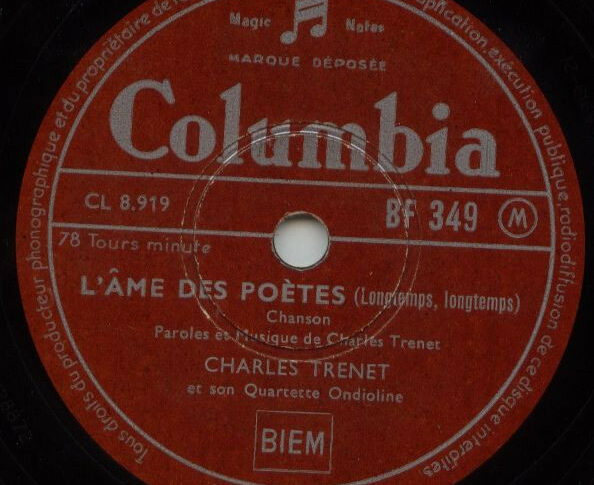 Magic Notes
MARQUE DÉPOSÉE
Columbia
CL 8.919
BF 349 M
78 Tours minute
L'ÂME DES POÈTES (Longtemps, longtemps)
Chanson
Paroles et Musique de Charles Trenet
CHARLES TRENET
et son Quartette Ondioline
BIEM
Tous droits du producteur phonographique et du propriétaire de
exécution publique radiodiffusion de ce disque interdites